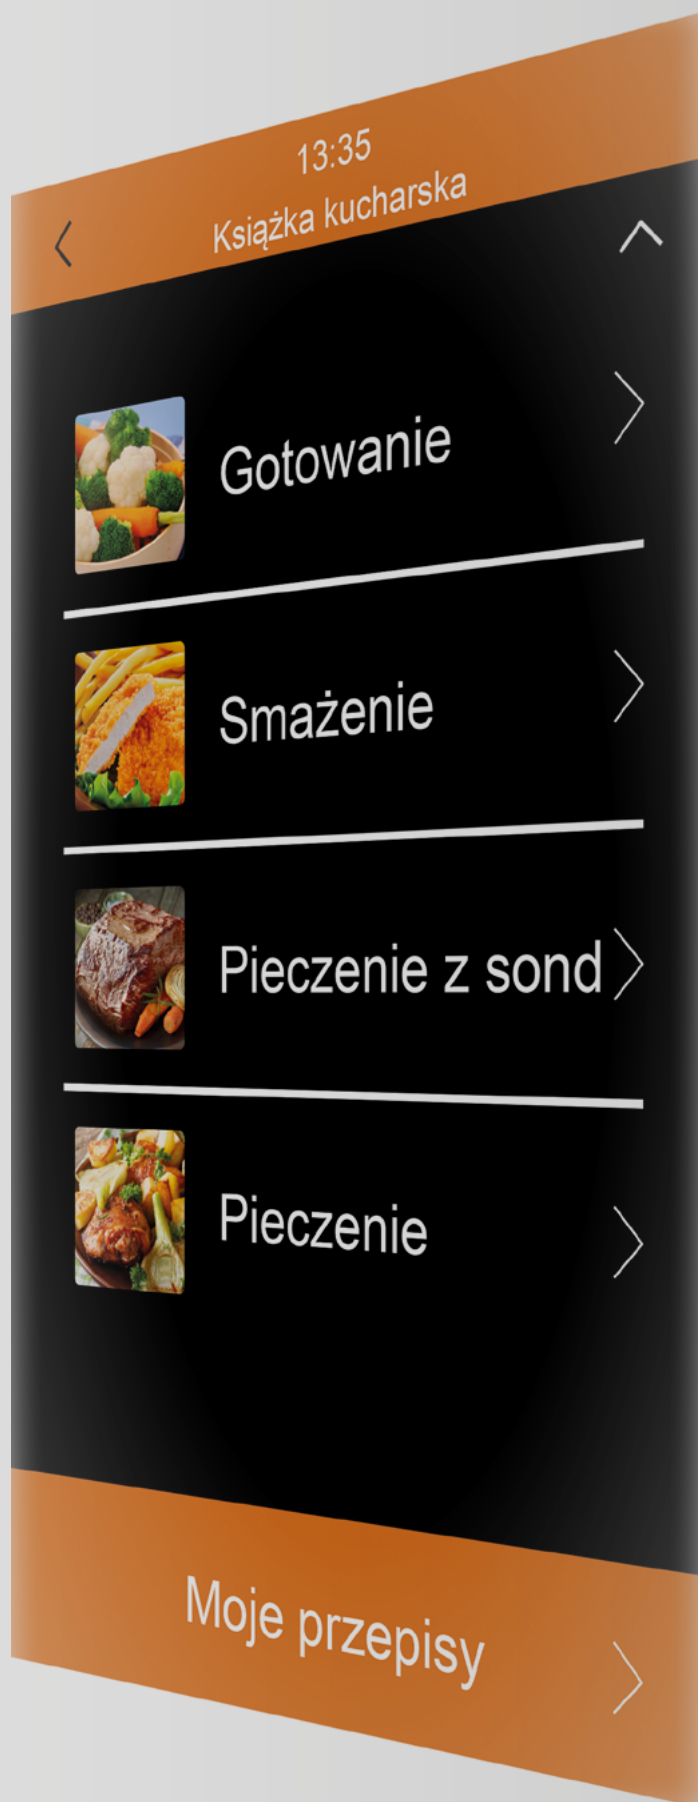 13:35
Książka kucharska
Gotowanie
Smażenie
Pieczenie z sond
Pieczenie
Moje przepisy